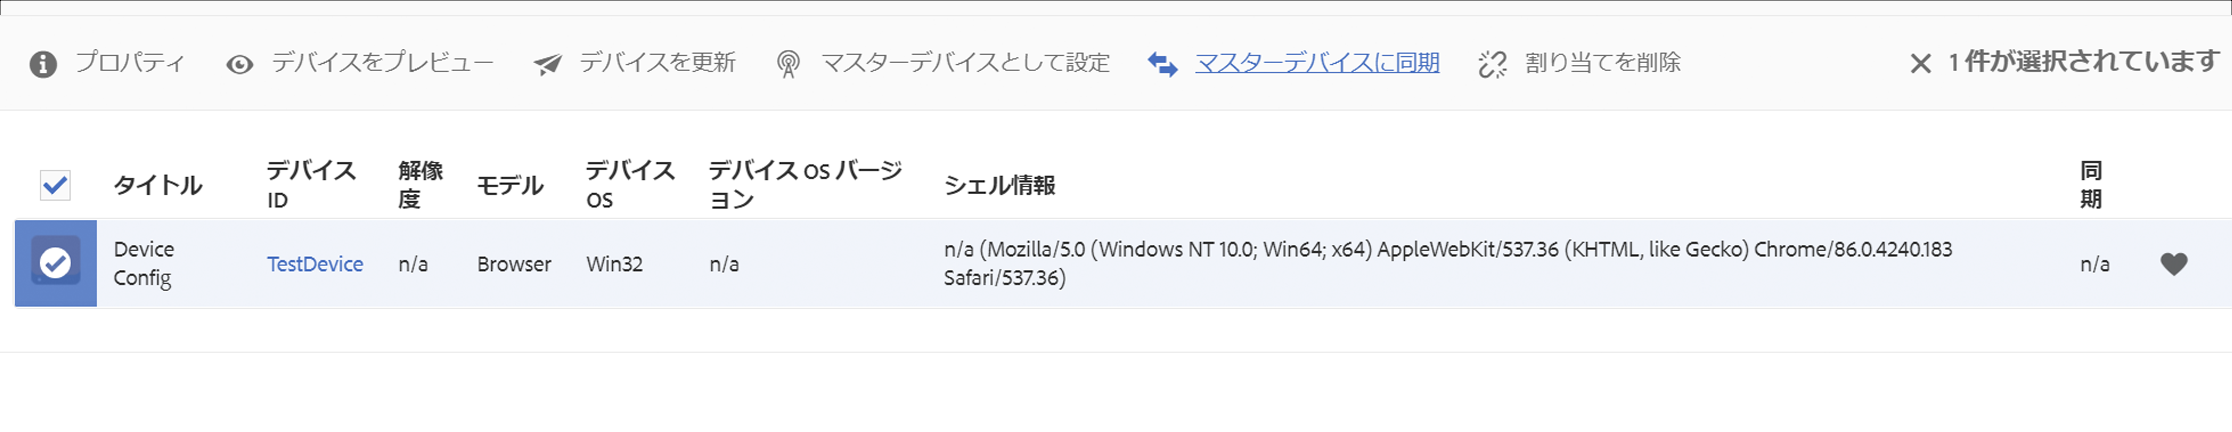 プロパティ デバイスをプレビュー デバイスを更新 マスターデバイスとして設定 マスターデバイスに同期 割り当てを削除 1 件が選択されています
タイトル
デバイス
ID
解像
度
モデル
デバイス
OS
デバイス OS バージ
ョン
シェル情報
同
期
Device
Config
TestDevice
n/a
Browser
Win32
n/a
n/a (Mozilla/5.0 (Windows NT 10.0; Win64; x64) AppleWebKit/537.36 (KHTML, like Gecko) Chrome/86.0.4240.183
Safari/537.36)
n/a